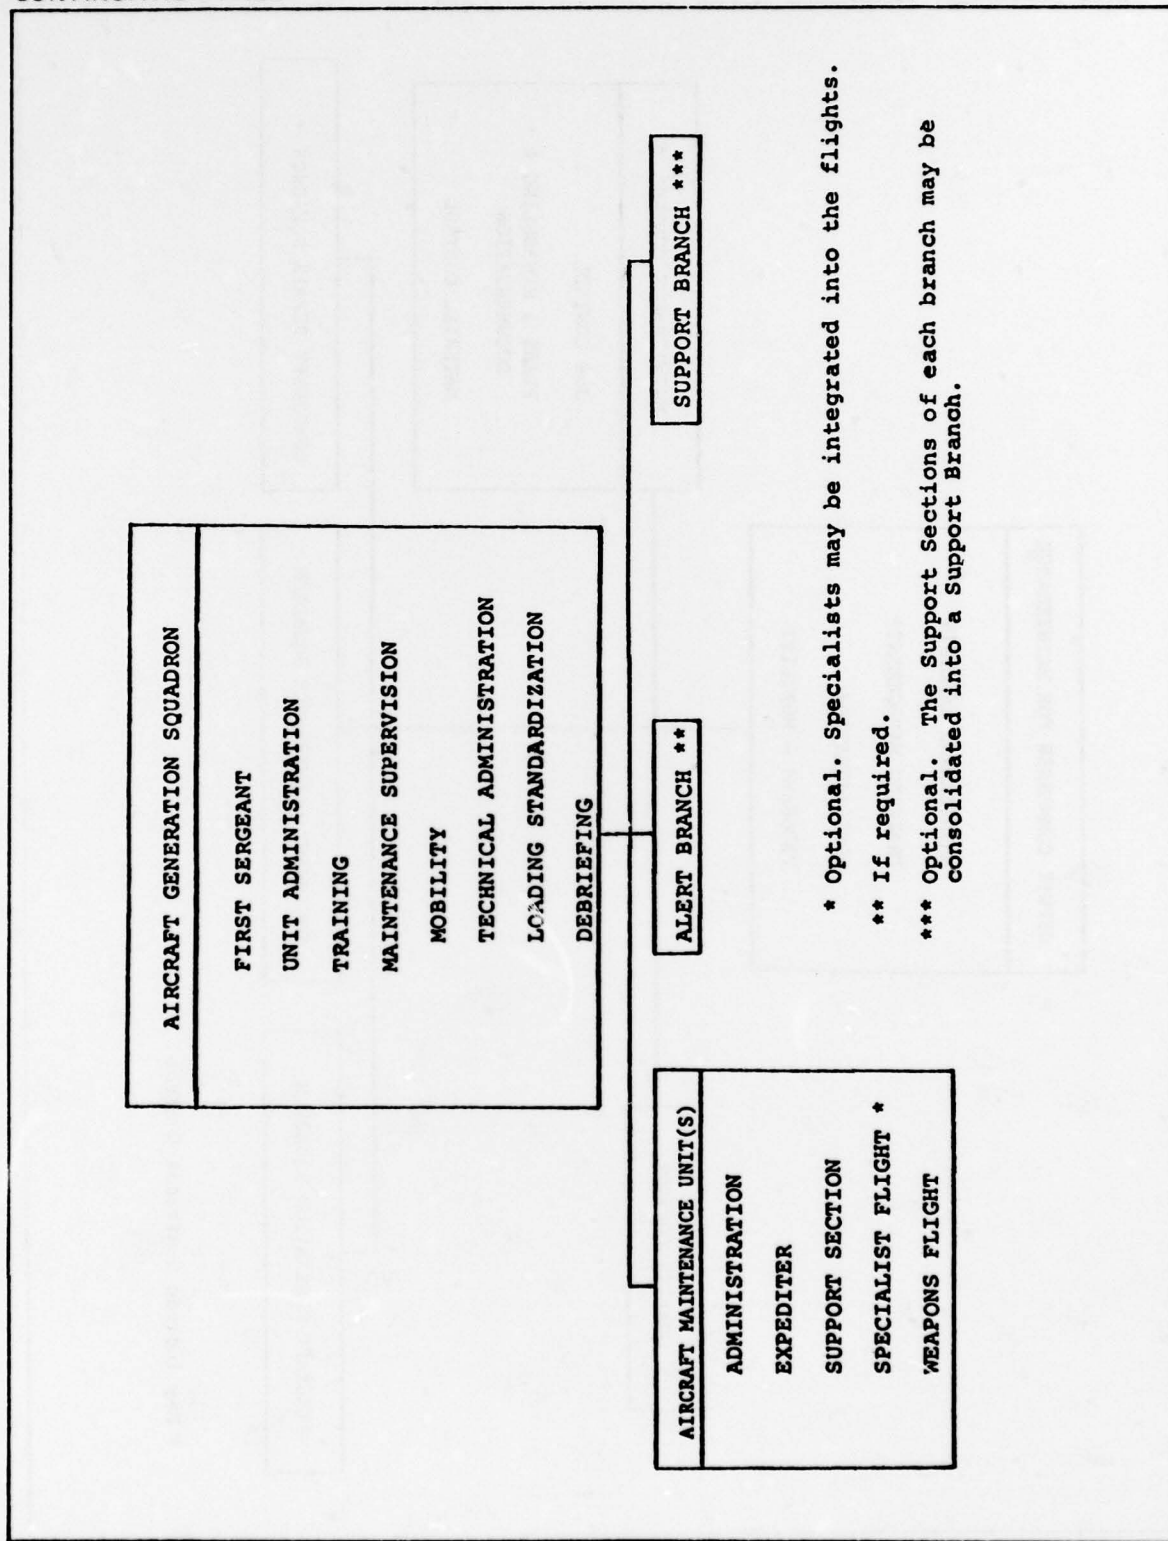 AIRCRAFT GENERATION SQUADRON
FIRST SERGEANT
UNIT ADMINISTRATION
TRAINING
MAINTENANCE SUPERVISION
MOBILITY
TECHNICAL ADMINISTRATION
LOADING STANDARDIZATION
DEBRIEFING
AIRCRAFT MAINTENANCE UNIT(S)
ADMINISTRATION
EXPEDITER
SUPPORT SECTION
SPECIALIST FLIGHT *
WEAPONS FLIGHT
ALERT BRANCH **
SUPPORT BRANCH ***
* Optional. Specialists may be integrated into the flights.
** If required.
*** Optional. The Support Sections of each branch may be
consolidated into a Support Branch.